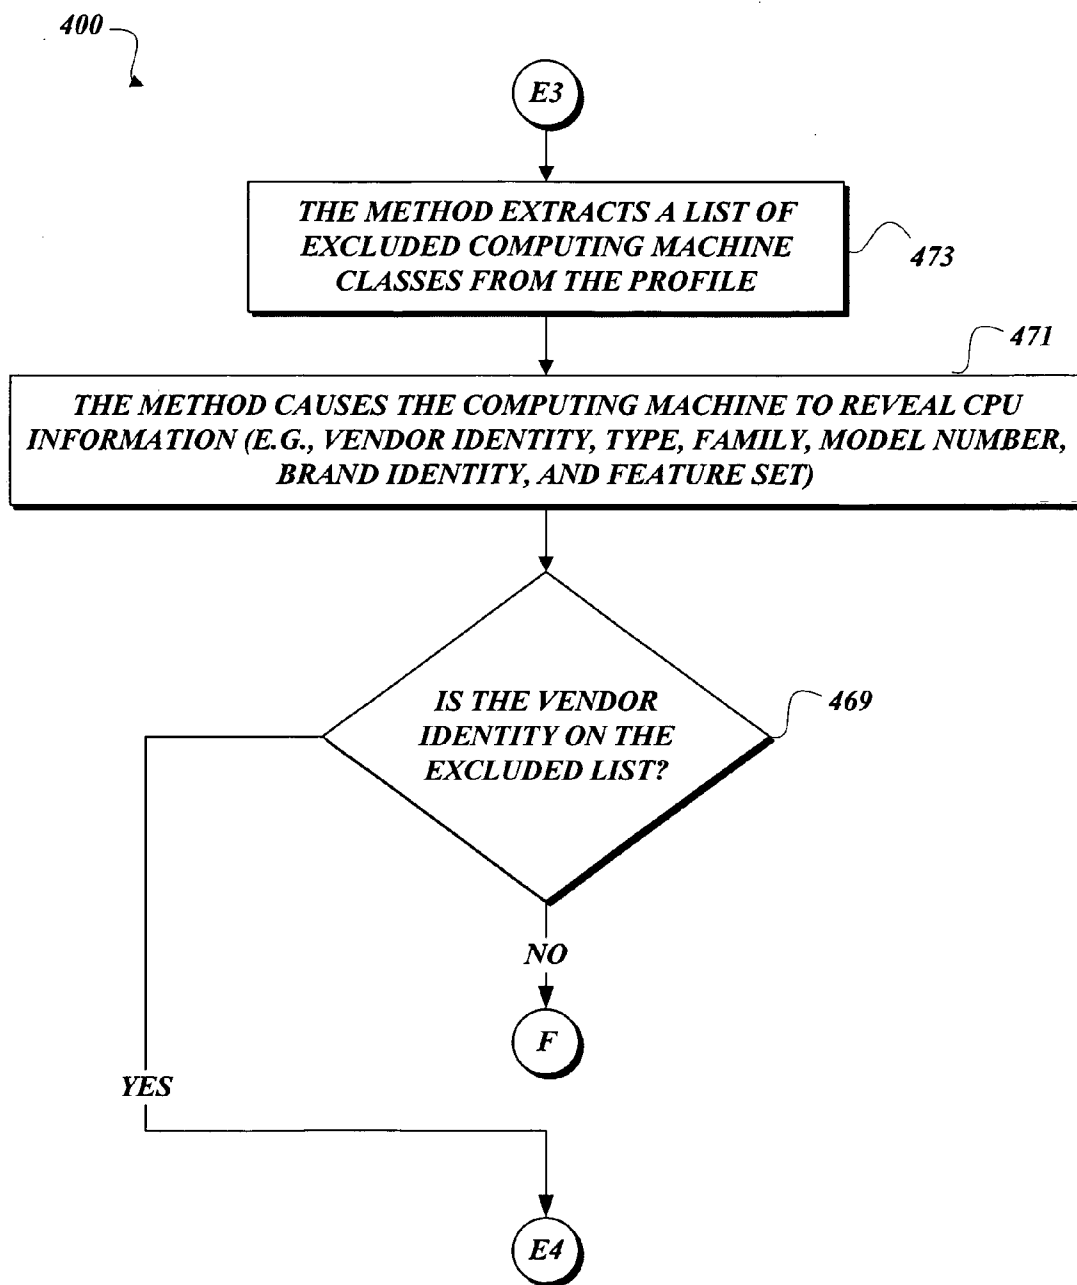 400
E3
THE METHOD EXTRACTS A LIST OF
EXCLUDED COMPUTING MACHINE
CLASSES FROM THE PROFILE
473
471
THE METHOD CAUSES THE COMPUTING MACHINE TO REVEAL CPU
INFORMATION (E.G., VENDOR IDENTITY, TYPE, FAMILY, MODEL NUMBER,
BRAND IDENTITY, AND FEATURE SET)
IS THE VENDOR
IDENTITY ON THE
EXCLUDED LIST?
469
NO
F
YES
E4